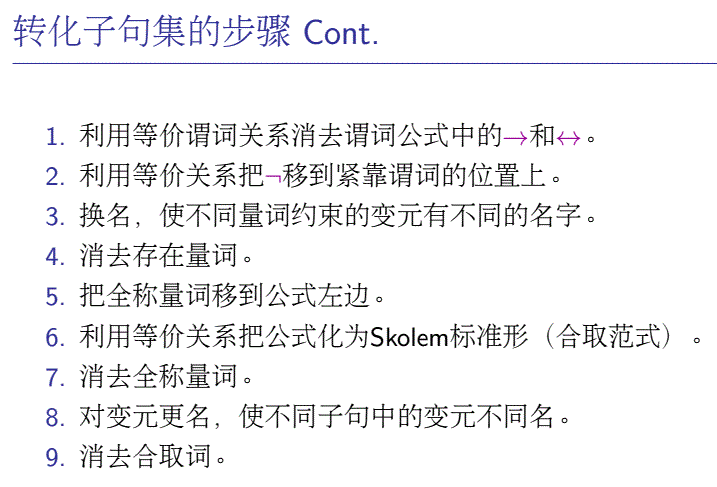 转化子句集的步骤 Cont.
1. 利用等价谓词关系消去谓词公式中的→和↔。
2. 利用等价关系把¬移到紧靠谓词的位置上。
3. 换名，使不同量词约束的变元有不同的名字。
4. 消去存在量词。
5. 把全称量词移到公式左边。
6. 利用等价关系把公式化为Skolem标准形（合取范式）。
7. 消去全称量词。
8. 对变元更名，使不同子句中的变元不同名。
9. 消去合取词。